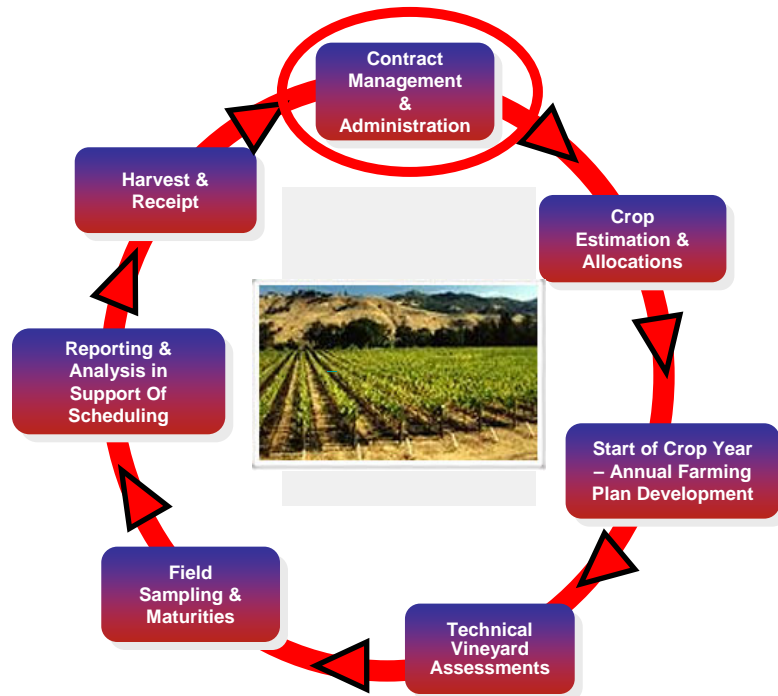 Contract
Management
&
Administration
Crop
Estimation &
Allocations
Start of Crop Year
– Annual Farming
Plan Development
Technical
Vineyard
Assessments
Field
Sampling &
Maturities
Reporting &
Analysis in
Support Of
Scheduling
Harvest &
Receipt